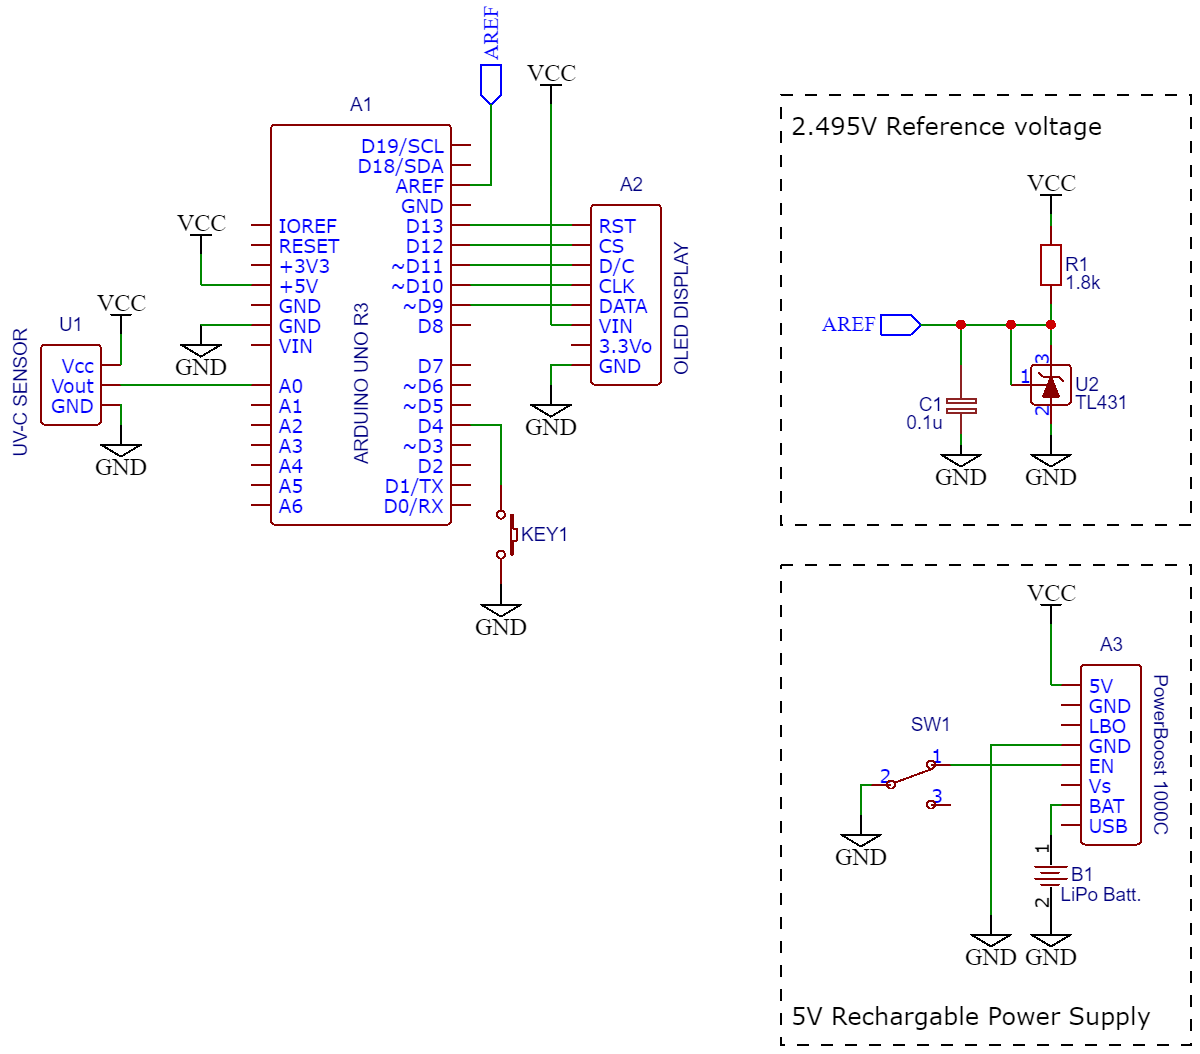 AREF
VCC
A1
D19/SCL
D18/SDA
AREF
GND
D13
D12
~D11
~D10
~D9
D8
D7
~D6
~D5
D4
~D3
D2
D1/TX
D0/RX
IOREF
RESET
+3V3
+5V
GND
GND
VIN
A0
A1
A2
A3
A4
A5
A6
ARDUINO UNO R3
VCC
GND
VCC
U1
Vcc
Vout
GND
UV-C SENSOR
GND
A2
RST
CS
D/C
CLK
DATA
VIN
3.3Vo
GND
OLED DISPLAY
GND
KEY1
GND
2.495V Reference voltage
VCC
R1
1.8k
AREF
3
1
U2
TL431
2
C1
0.1u
GND
GND
VCC
A3
5V
GND
LBO
GND
EN
Vs
BAT
USB
PowerBoost 1000C
SW1
1
2
3
GND
1
B1
LiPo Batt.
2
GND
GND
5V Rechargable Power Supply